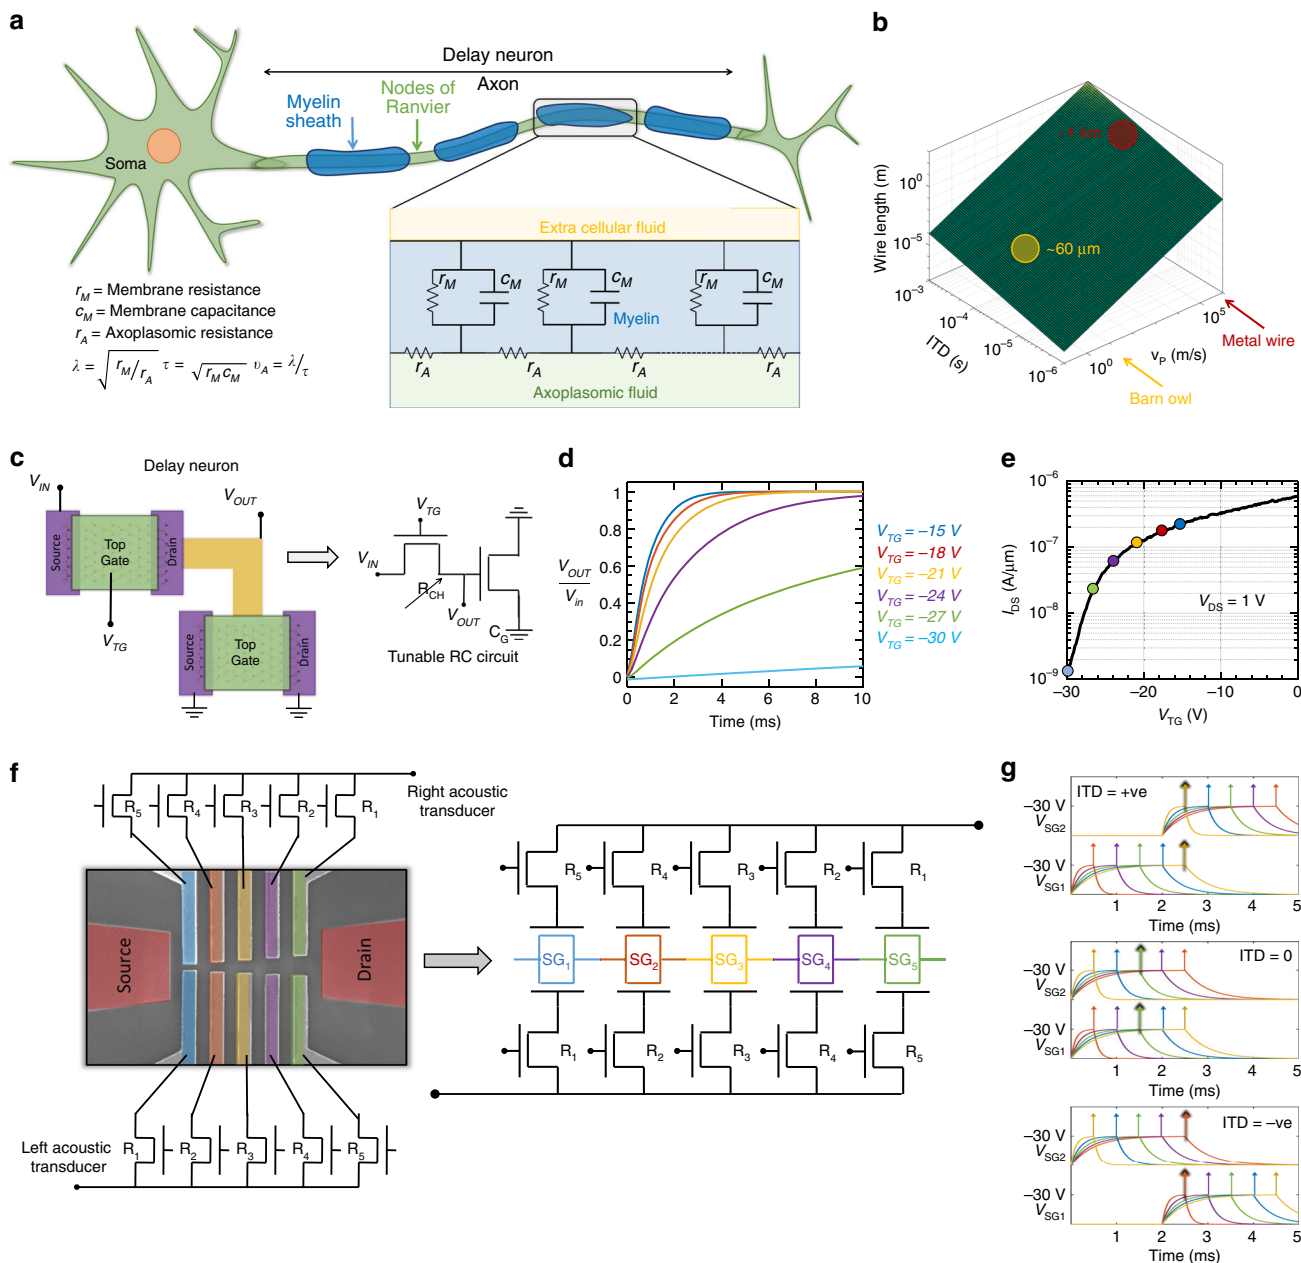 a
Delay neuron
Axon
Myelin
sheath
Nodes of
Ranvier
Soma
Extra cellular fluid
r_M
c_M
r_M
c_M
r_M
c_M
Myelin
r_A
r_A
r_A
r_A
Axoplasomic fluid
r_M = Membrane resistance
c_M = Membrane capacitance
r_A = Axoplasomic resistance
λ = √(r_M/r_A) τ = √(r_M c_M) υ_A = λ/τ
b
Wire length (m)
10⁰
10⁻⁵
10⁻³
10⁻⁴
10⁻⁵
10⁻⁶
ITD (s)
10⁰
10⁵
v_P (m/s)
~1 km
~60 μm
Metal wire
Barn owl
c
Delay neuron
V_IN
V_OUT
Source
Top
Gate
Drain
V_TG
Source
Top
Gate
Drain
V_TG
V_IN
R_CH
V_OUT
C_G
Tunable RC circuit
d
V_OUT
V_in
1
0.8
0.6
0.4
0.2
0
0
2
4
6
8
10
Time (ms)
V_TG = –15 V
V_TG = –18 V
V_TG = –21 V
V_TG = –24 V
V_TG = –27 V
V_TG = –30 V
e
I_DS (A/μm)
10⁻⁶
10⁻⁷
10⁻⁸
10⁻⁹
V_DS = 1 V
–30
–20
–10
0
V_TG (V)
f
R₅
R₄
R₃
R₂
R₁
Right acoustic
transducer
Source
Drain
Left acoustic
transducer
R₁
R₂
R₃
R₄
R₅
R₅
R₄
R₃
R₂
R₁
SG₁
SG₂
SG₃
SG₄
SG₅
R₁
R₂
R₃
R₄
R₅
g
ITD = +ve
–30 V
V_SG2
–30 V
V_SG1
1
2
3
4
5
Time (ms)
ITD = 0
–30 V
V_SG2
–30 V
V_SG1
1
2
3
4
5
Time (ms)
ITD = –ve
–30 V
V_SG2
–30 V
V_SG1
1
2
3
4
5
Time (ms)